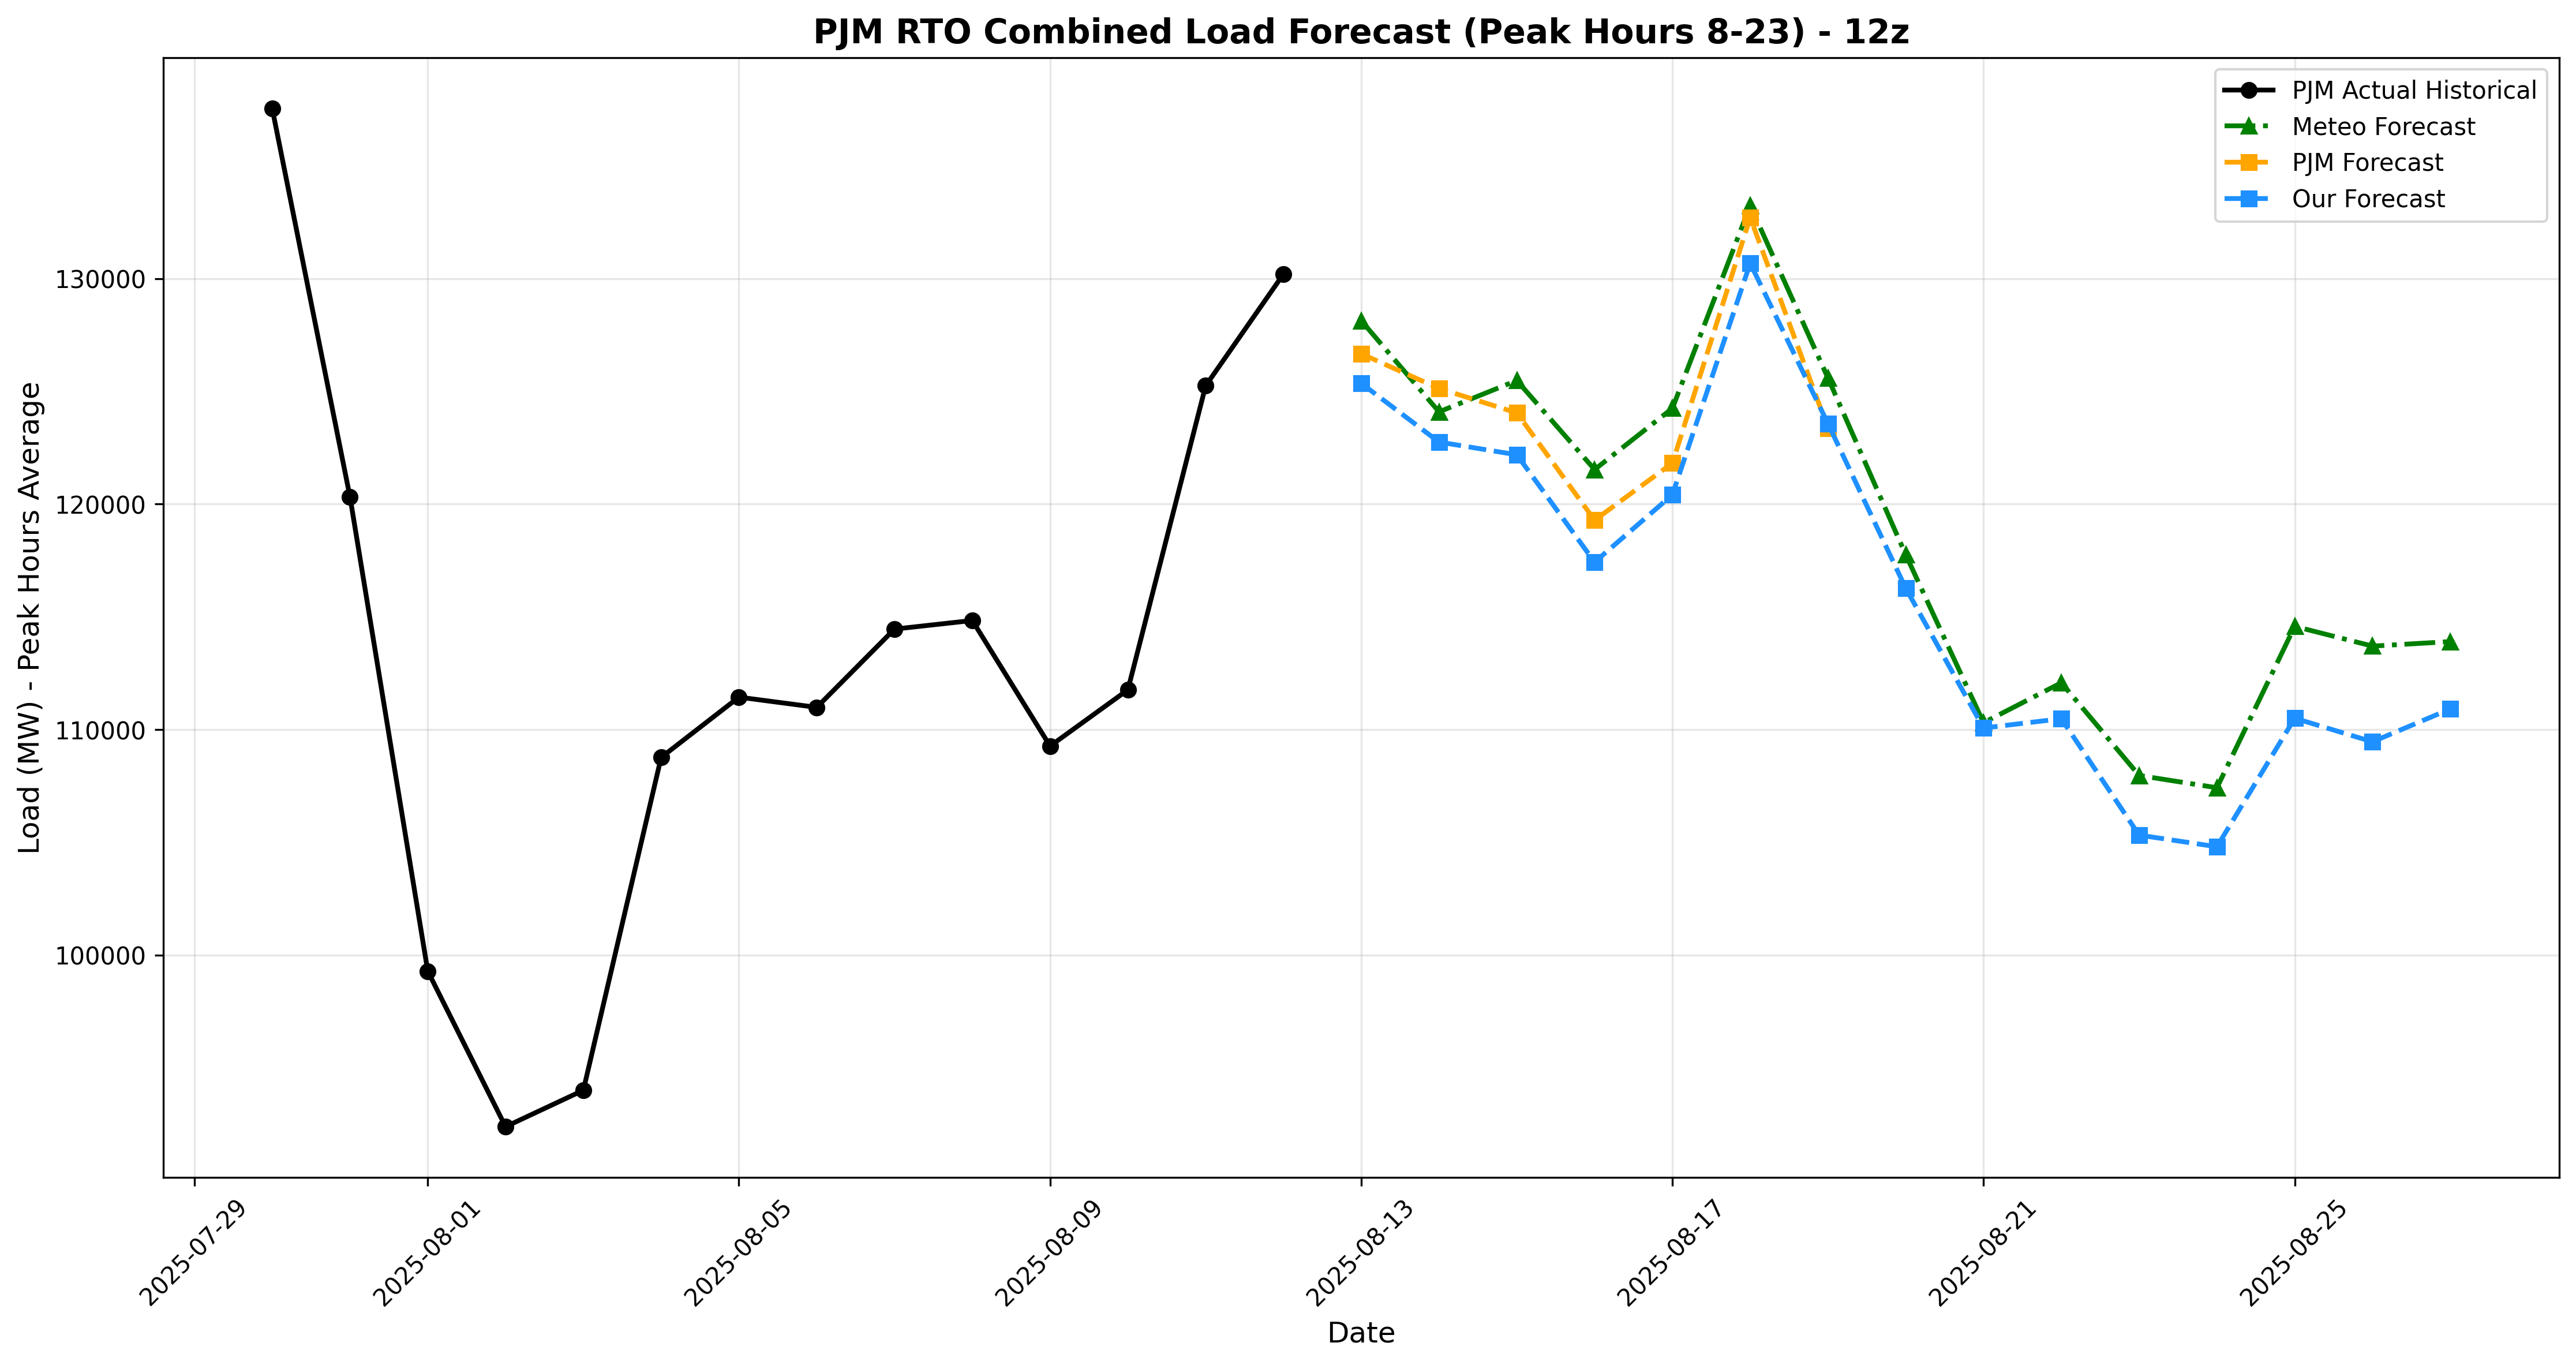 PJM RTO Combined Load Forecast (Peak Hours 8-23) - 12z
PJM Actual Historical
Meteo Forecast
PJM Forecast
Our Forecast
Load (MW) - Peak Hours Average
130000
120000
110000
100000
2025-07-29
2025-08-01
2025-08-05
2025-08-09
2025-08-13
2025-08-17
2025-08-21
2025-08-25
Date